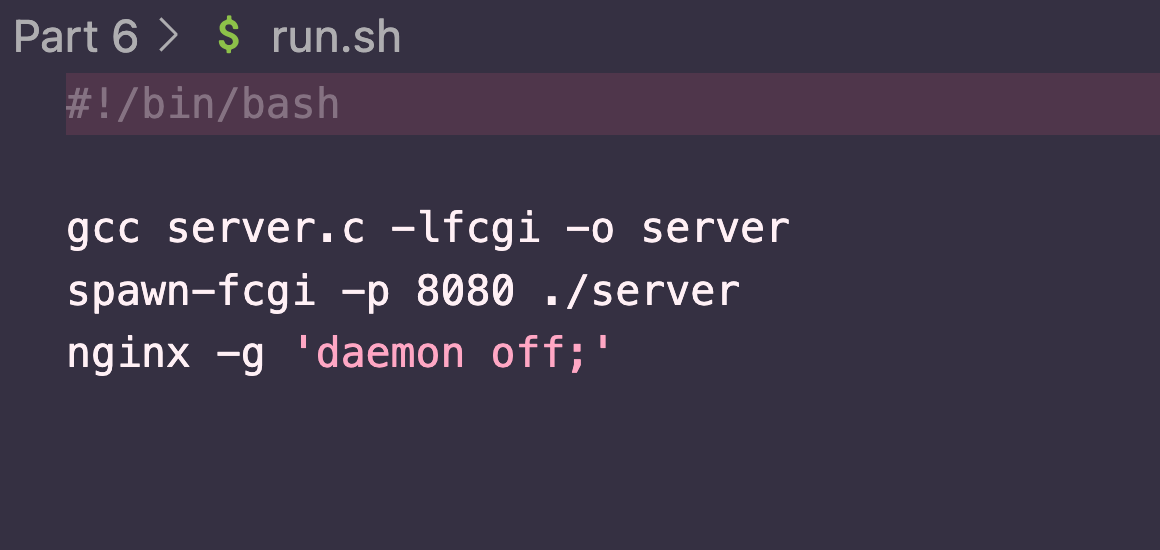 Part 6 > $ run.sh
#!/bin/bash
gcc server.c -lfcgi -o server
spawn-fcgi -p 8080 ./server
nginx -g 'daemon off;'